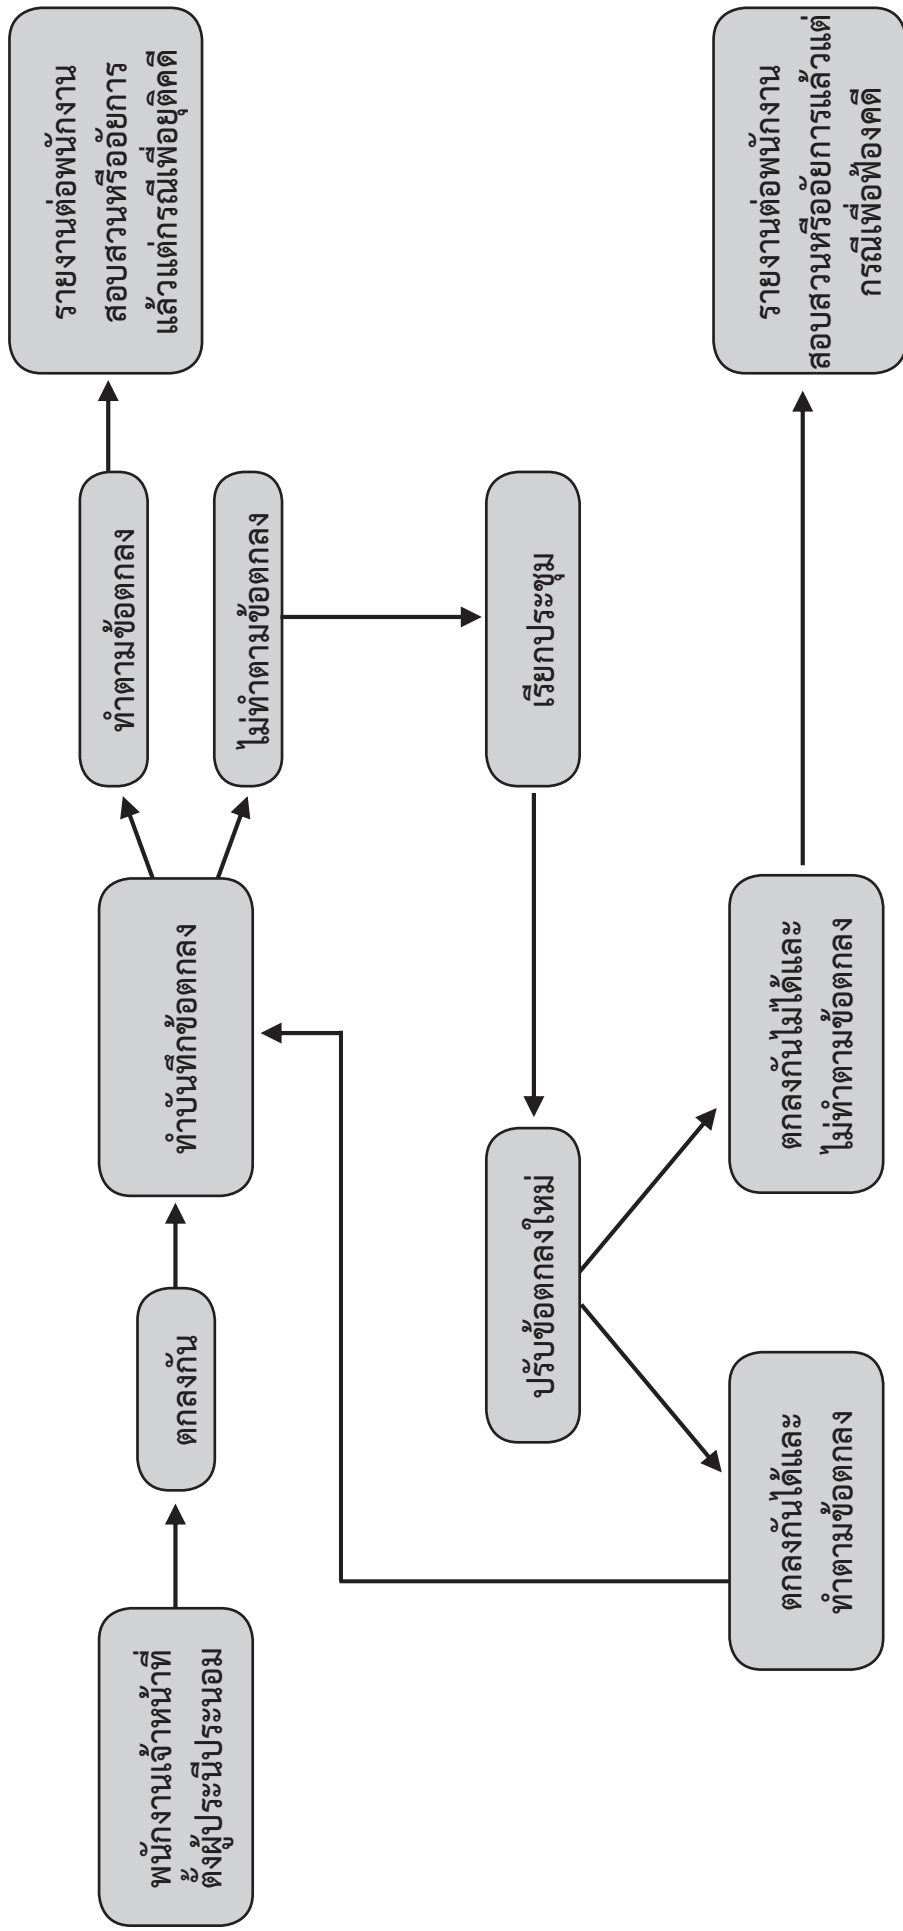 พนักงานเจ้าหน้าที่
ตั้งผู้ประนีประนอม
ตกลงกัน
ทำบันทึกข้อตกลง
ทำตามข้อตกลง
รายงานต่อพนักงาน
สอบสวนหรืออัยการ
แล้วแต่กรณีเพื่อยุติคดี
ไม่ทำตามข้อตกลง
เรียกประชุม
ปรับข้อตกลงใหม่
ตกลงกันได้และ
ทำตามข้อตกลง
ตกลงกันไม่ได้และ
ไม่ทำตามข้อตกลง
รายงานต่อพนักงาน
สอบสวนหรืออัยการแล้วแต่
กรณีเพื่อฟ้องคดี